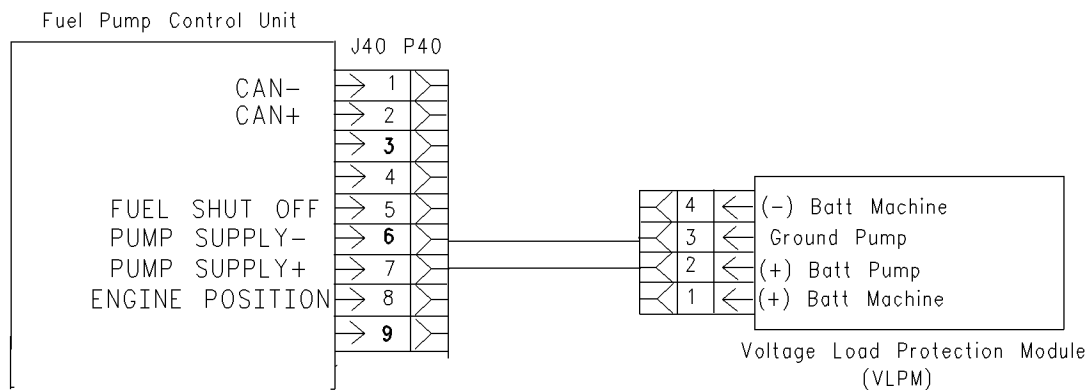 Fuel Pump Control Unit
J40 P40
CAN- 1
CAN+ 2
3
4
FUEL SHUT OFF 5
PUMP SUPPLY- 6
PUMP SUPPLY+ 7
ENGINE POSITION 8
9
4 (-) Batt Machine
3 Ground Pump
2 (+) Batt Pump
1 (+) Batt Machine
Voltage Load Protection Module
(VLPM)